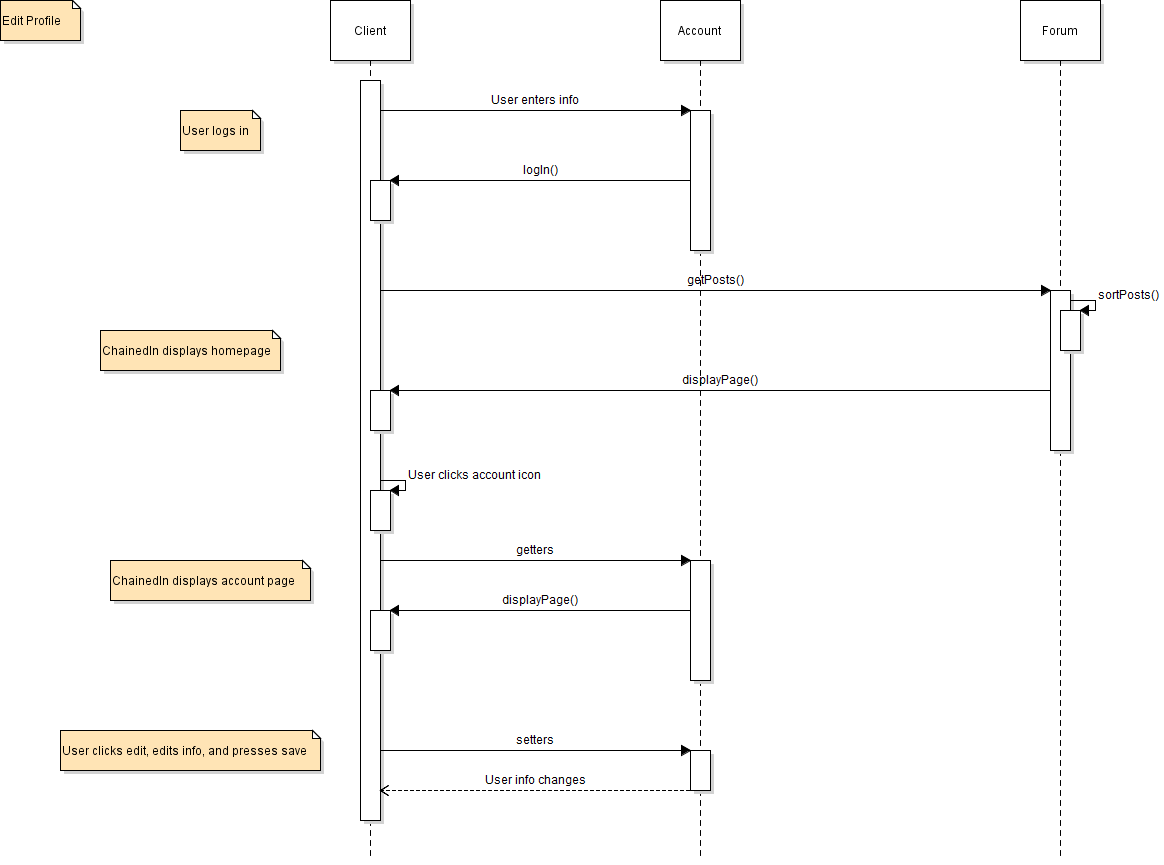 Edit Profile
Client
Account
Forum
User enters info
User logs in
logIn()
getPosts()
sortPosts()
ChainedIn displays homepage
displayPage()
User clicks account icon
getters
ChainedIn displays account page
displayPage()
setters
User clicks edit, edits info, and presses save
User info changes